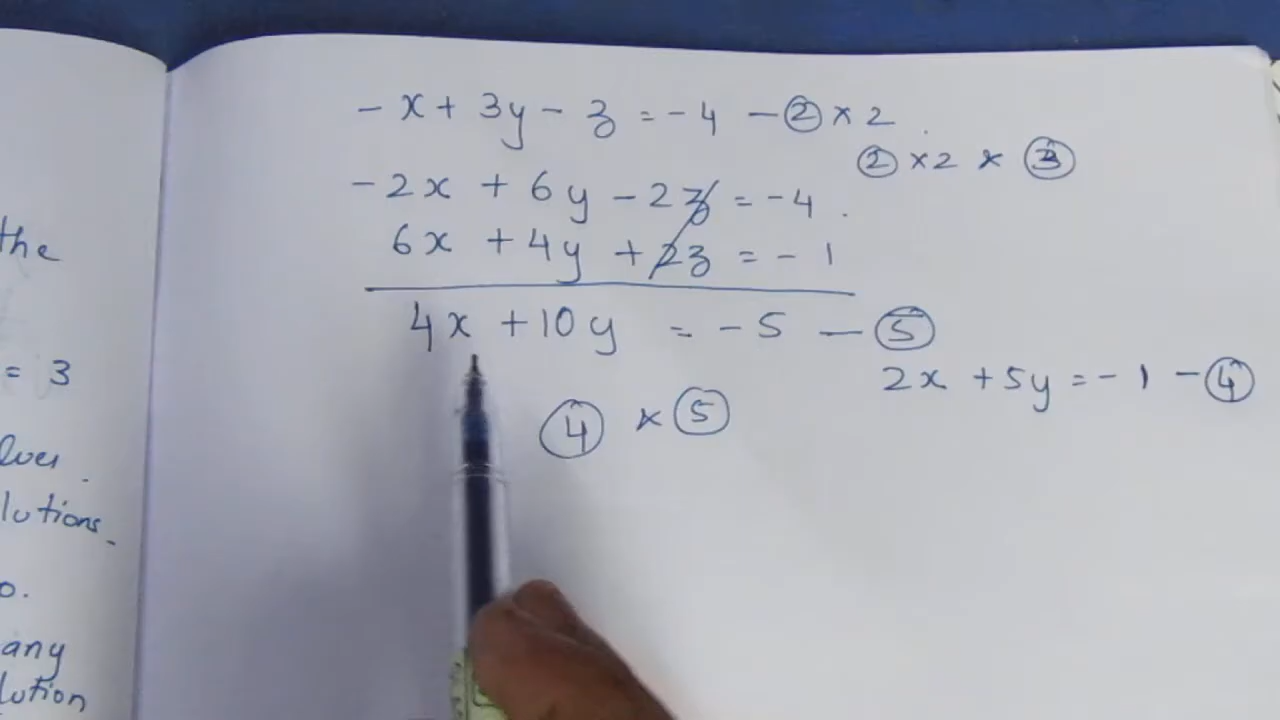 the
= 3
lutions.
o.
any
lution
- x + 3y - z = -4 - ② × 2
② × 2 × ③
- 2x + 6y - 2z = -4.
6x + 4y + 2z = -1
4x + 10y = -5 - ⑤
2x + 5y = -1 - ④
④ × ⑤